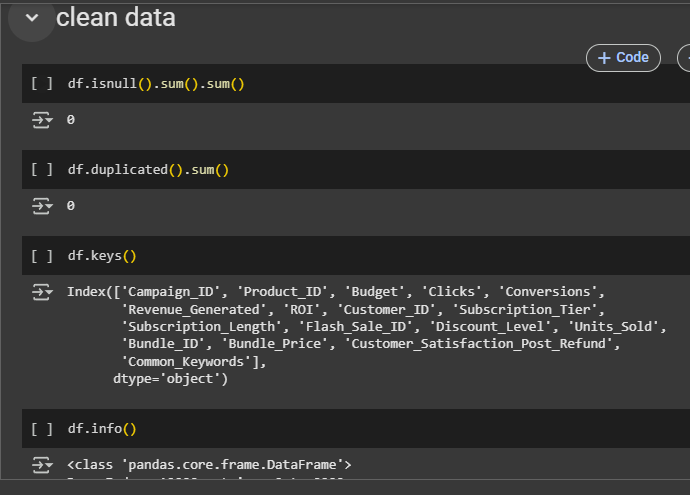 clean data
+ Code
[ ] df.isnull().sum().sum()
0
[ ] df.duplicated().sum()
0
[ ] df.keys()
Index(['Campaign_ID', 'Product_ID', 'Budget', 'Clicks', 'Conversions',
'Revenue_Generated', 'ROI', 'Customer_ID', 'Subscription_Tier',
'Subscription_Length', 'Flash_Sale_ID', 'Discount_Level', 'Units_Sold',
'Bundle_ID', 'Bundle_Price', 'Customer_Satisfaction_Post_Refund',
'Common_Keywords'],
dtype='object')
[ ] df.info()
<class 'pandas.core.frame.DataFrame'>